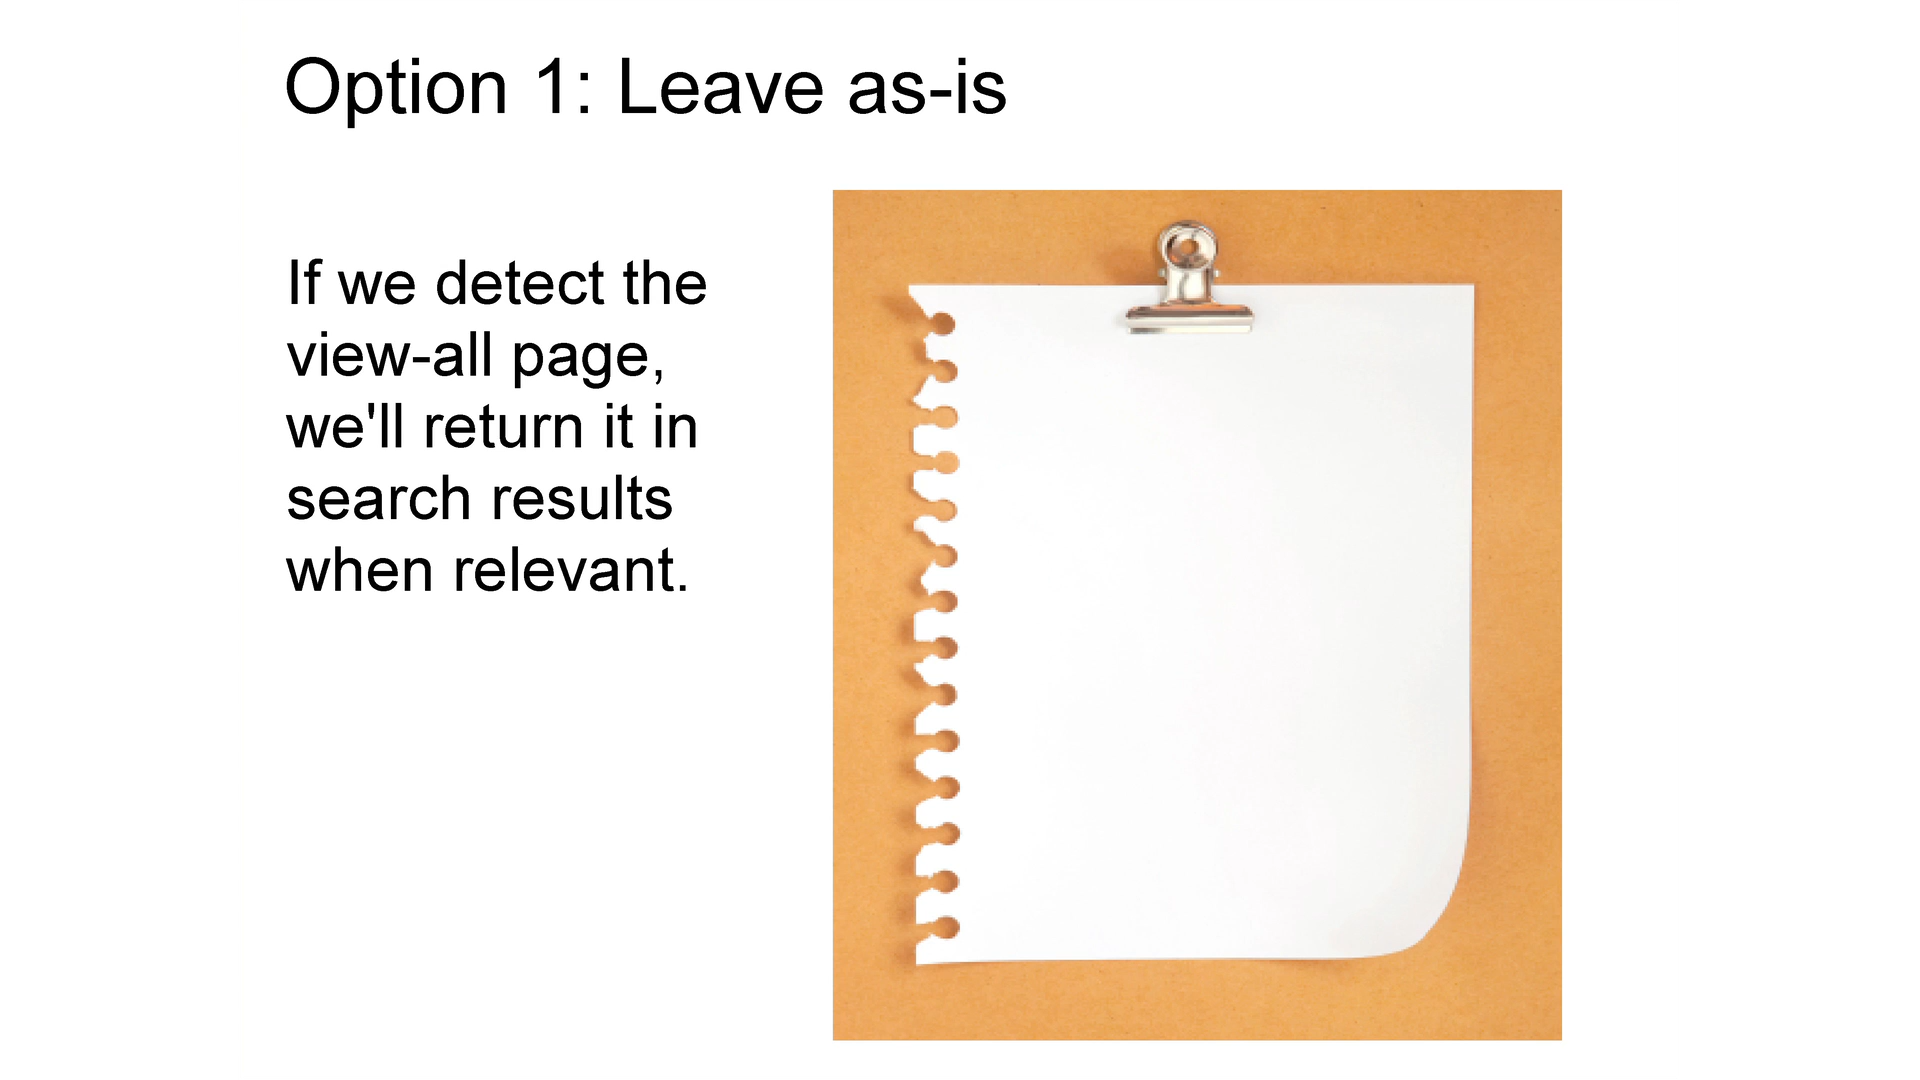 Option 1: Leave as-is
If we detect the
view-all page,
we'll return it in
search results
when relevant.